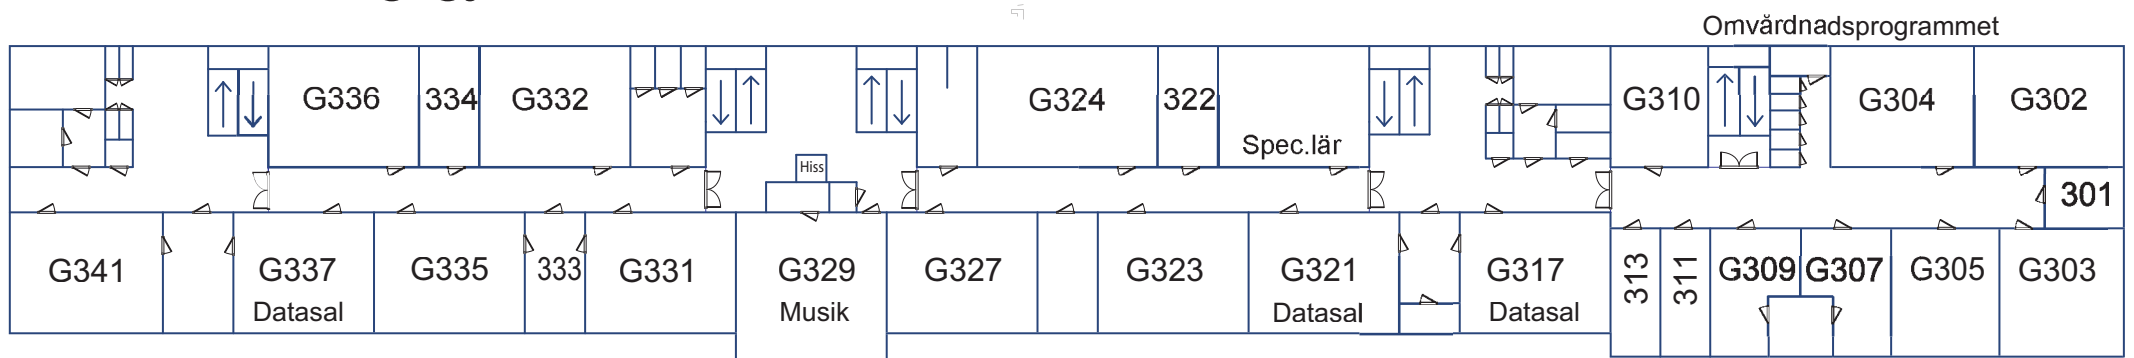 Omvårdnadsprogrammet
G336
334
G332
G324
322
Spec.lär
G310
G304
G302
Hiss
301
G341
G337
Datasal
G335
333
G331
G329
Musik
G327
G323
G321
Datasal
G317
Datasal
313
311
G309
G307
G305
G303